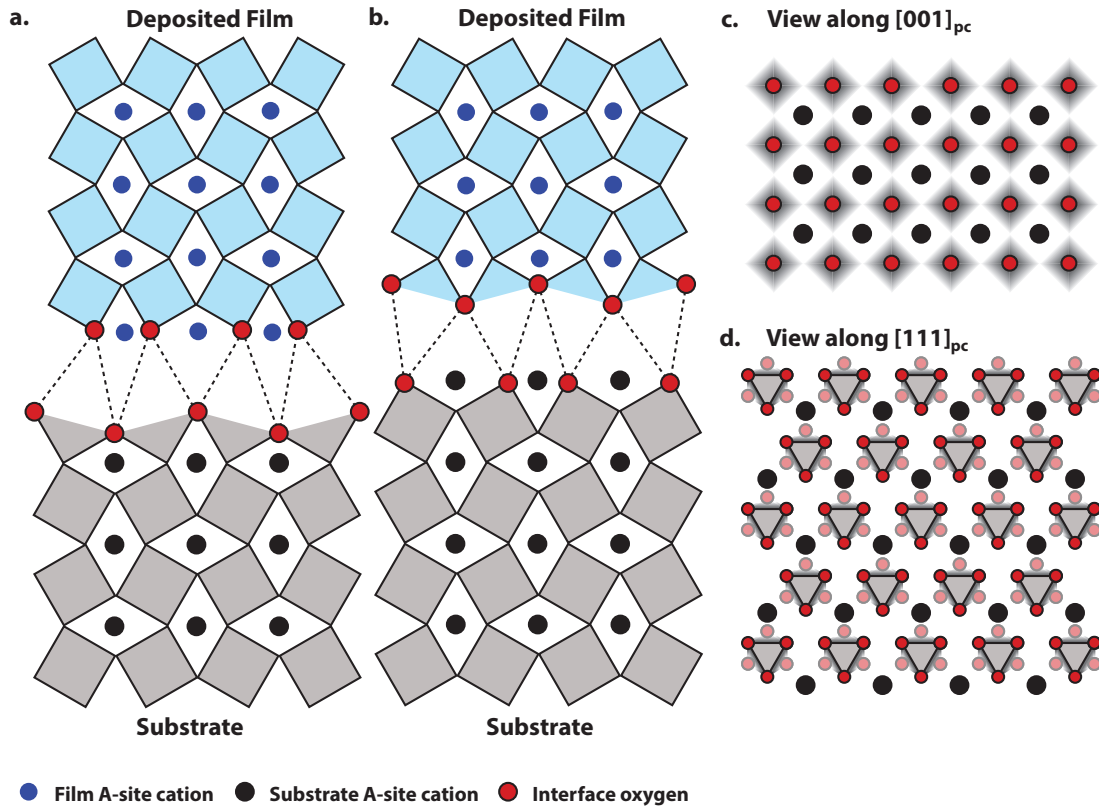 a.
Deposited Film
b.
Deposited Film
c.
View along [001]pc
d.
View along [111]pc
Substrate
Substrate
Film A-site cation
Substrate A-site cation
Interface oxygen